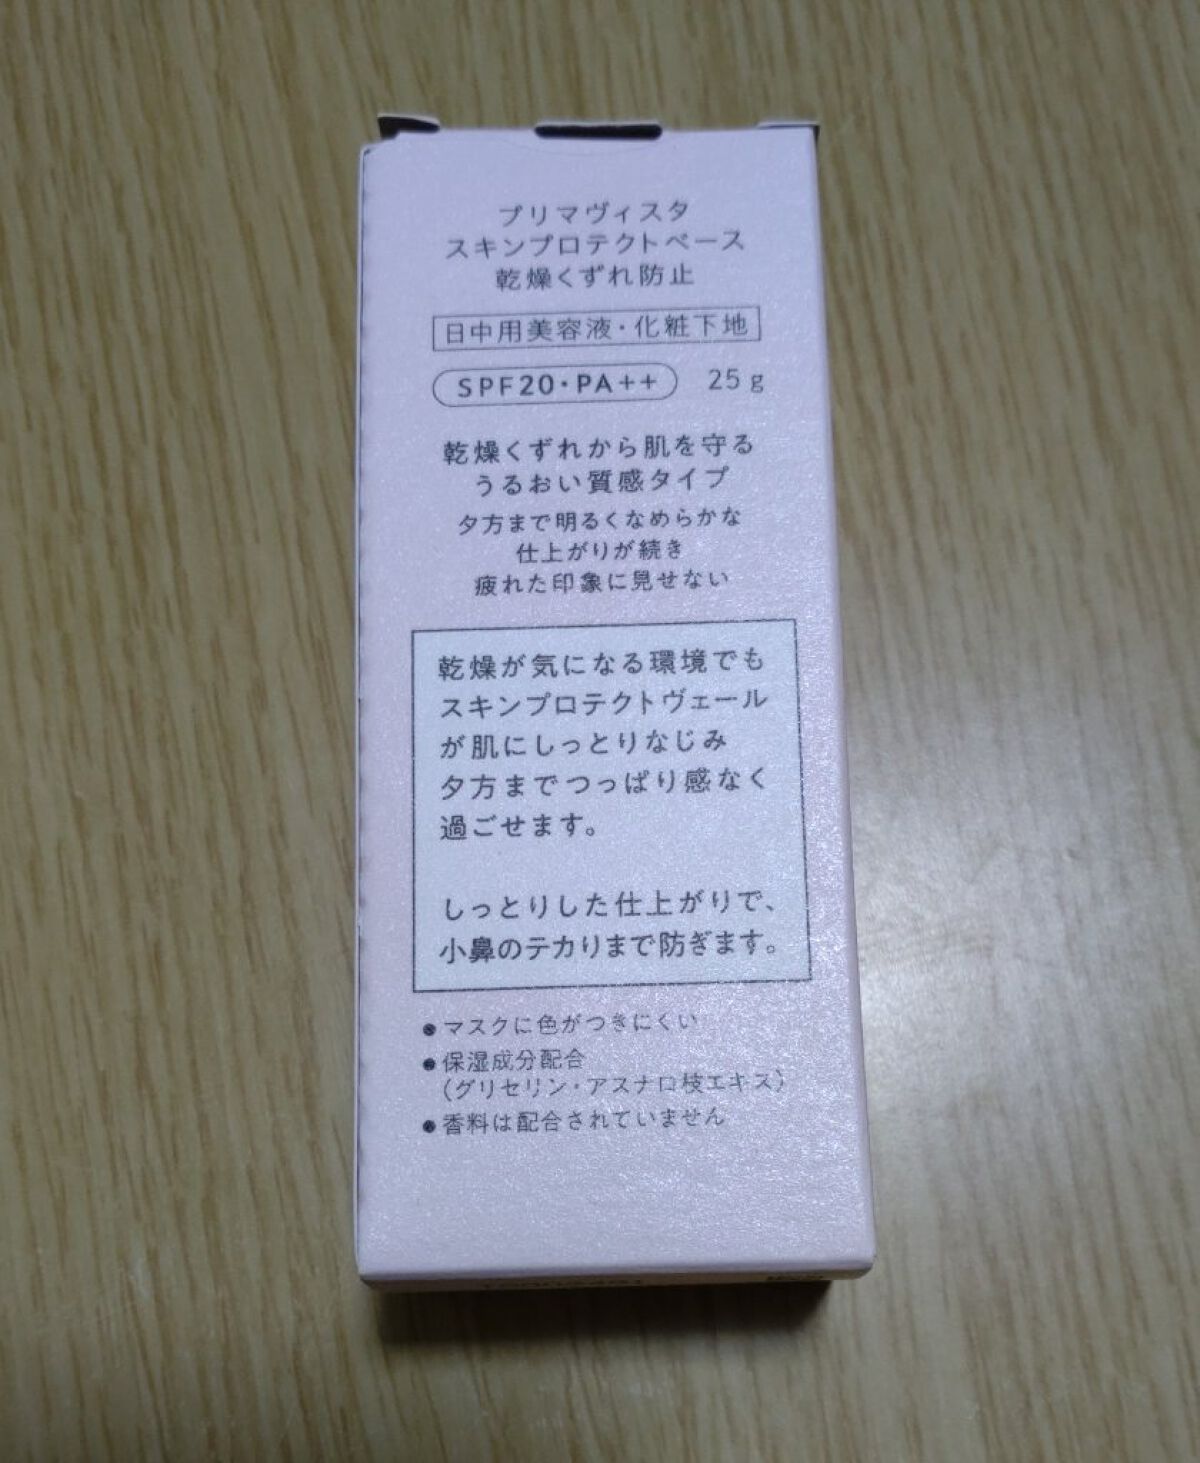 プリマヴィスタ
スキンプロテクトベース
乾燥くずれ防止
日中用美容液・化粧下地
SPF20・PA++ 25g
乾燥くずれから肌を守る
うるおい質感タイプ
夕方まで明るくなめらかな
仕上がりが続き
疲れた印象に見せない
乾燥が気になる環境でも
スキンプロテクトヴェール
が肌にしっとりなじみ
夕方までつっぱり感なく
過ごせます。
しっとりした仕上がりで、
小鼻のテカりまで防ぎます。
●マスクに色がつきにくい
●保湿成分配合
（グリセリン・アスナロ枝エキス）
●香料は配合されていません